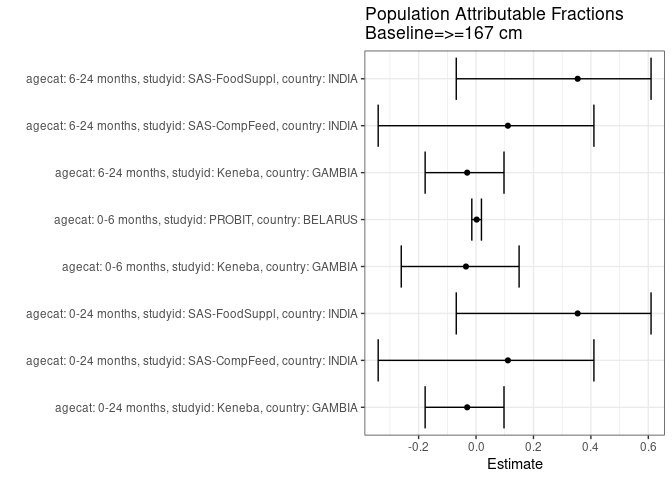 Population Attributable Fractions
Baseline=>=167 cm
agecat: 6-24 months, studyid: SAS-FoodSuppl, country: INDIA
agecat: 6-24 months, studyid: SAS-CompFeed, country: INDIA
agecat: 6-24 months, studyid: Keneba, country: GAMBIA
agecat: 0-6 months, studyid: PROBIT, country: BELARUS
agecat: 0-6 months, studyid: Keneba, country: GAMBIA
agecat: 0-24 months, studyid: SAS-FoodSuppl, country: INDIA
agecat: 0-24 months, studyid: SAS-CompFeed, country: INDIA
agecat: 0-24 months, studyid: Keneba, country: GAMBIA
-0.2 0.0 0.2 0.4 0.6
Estimate